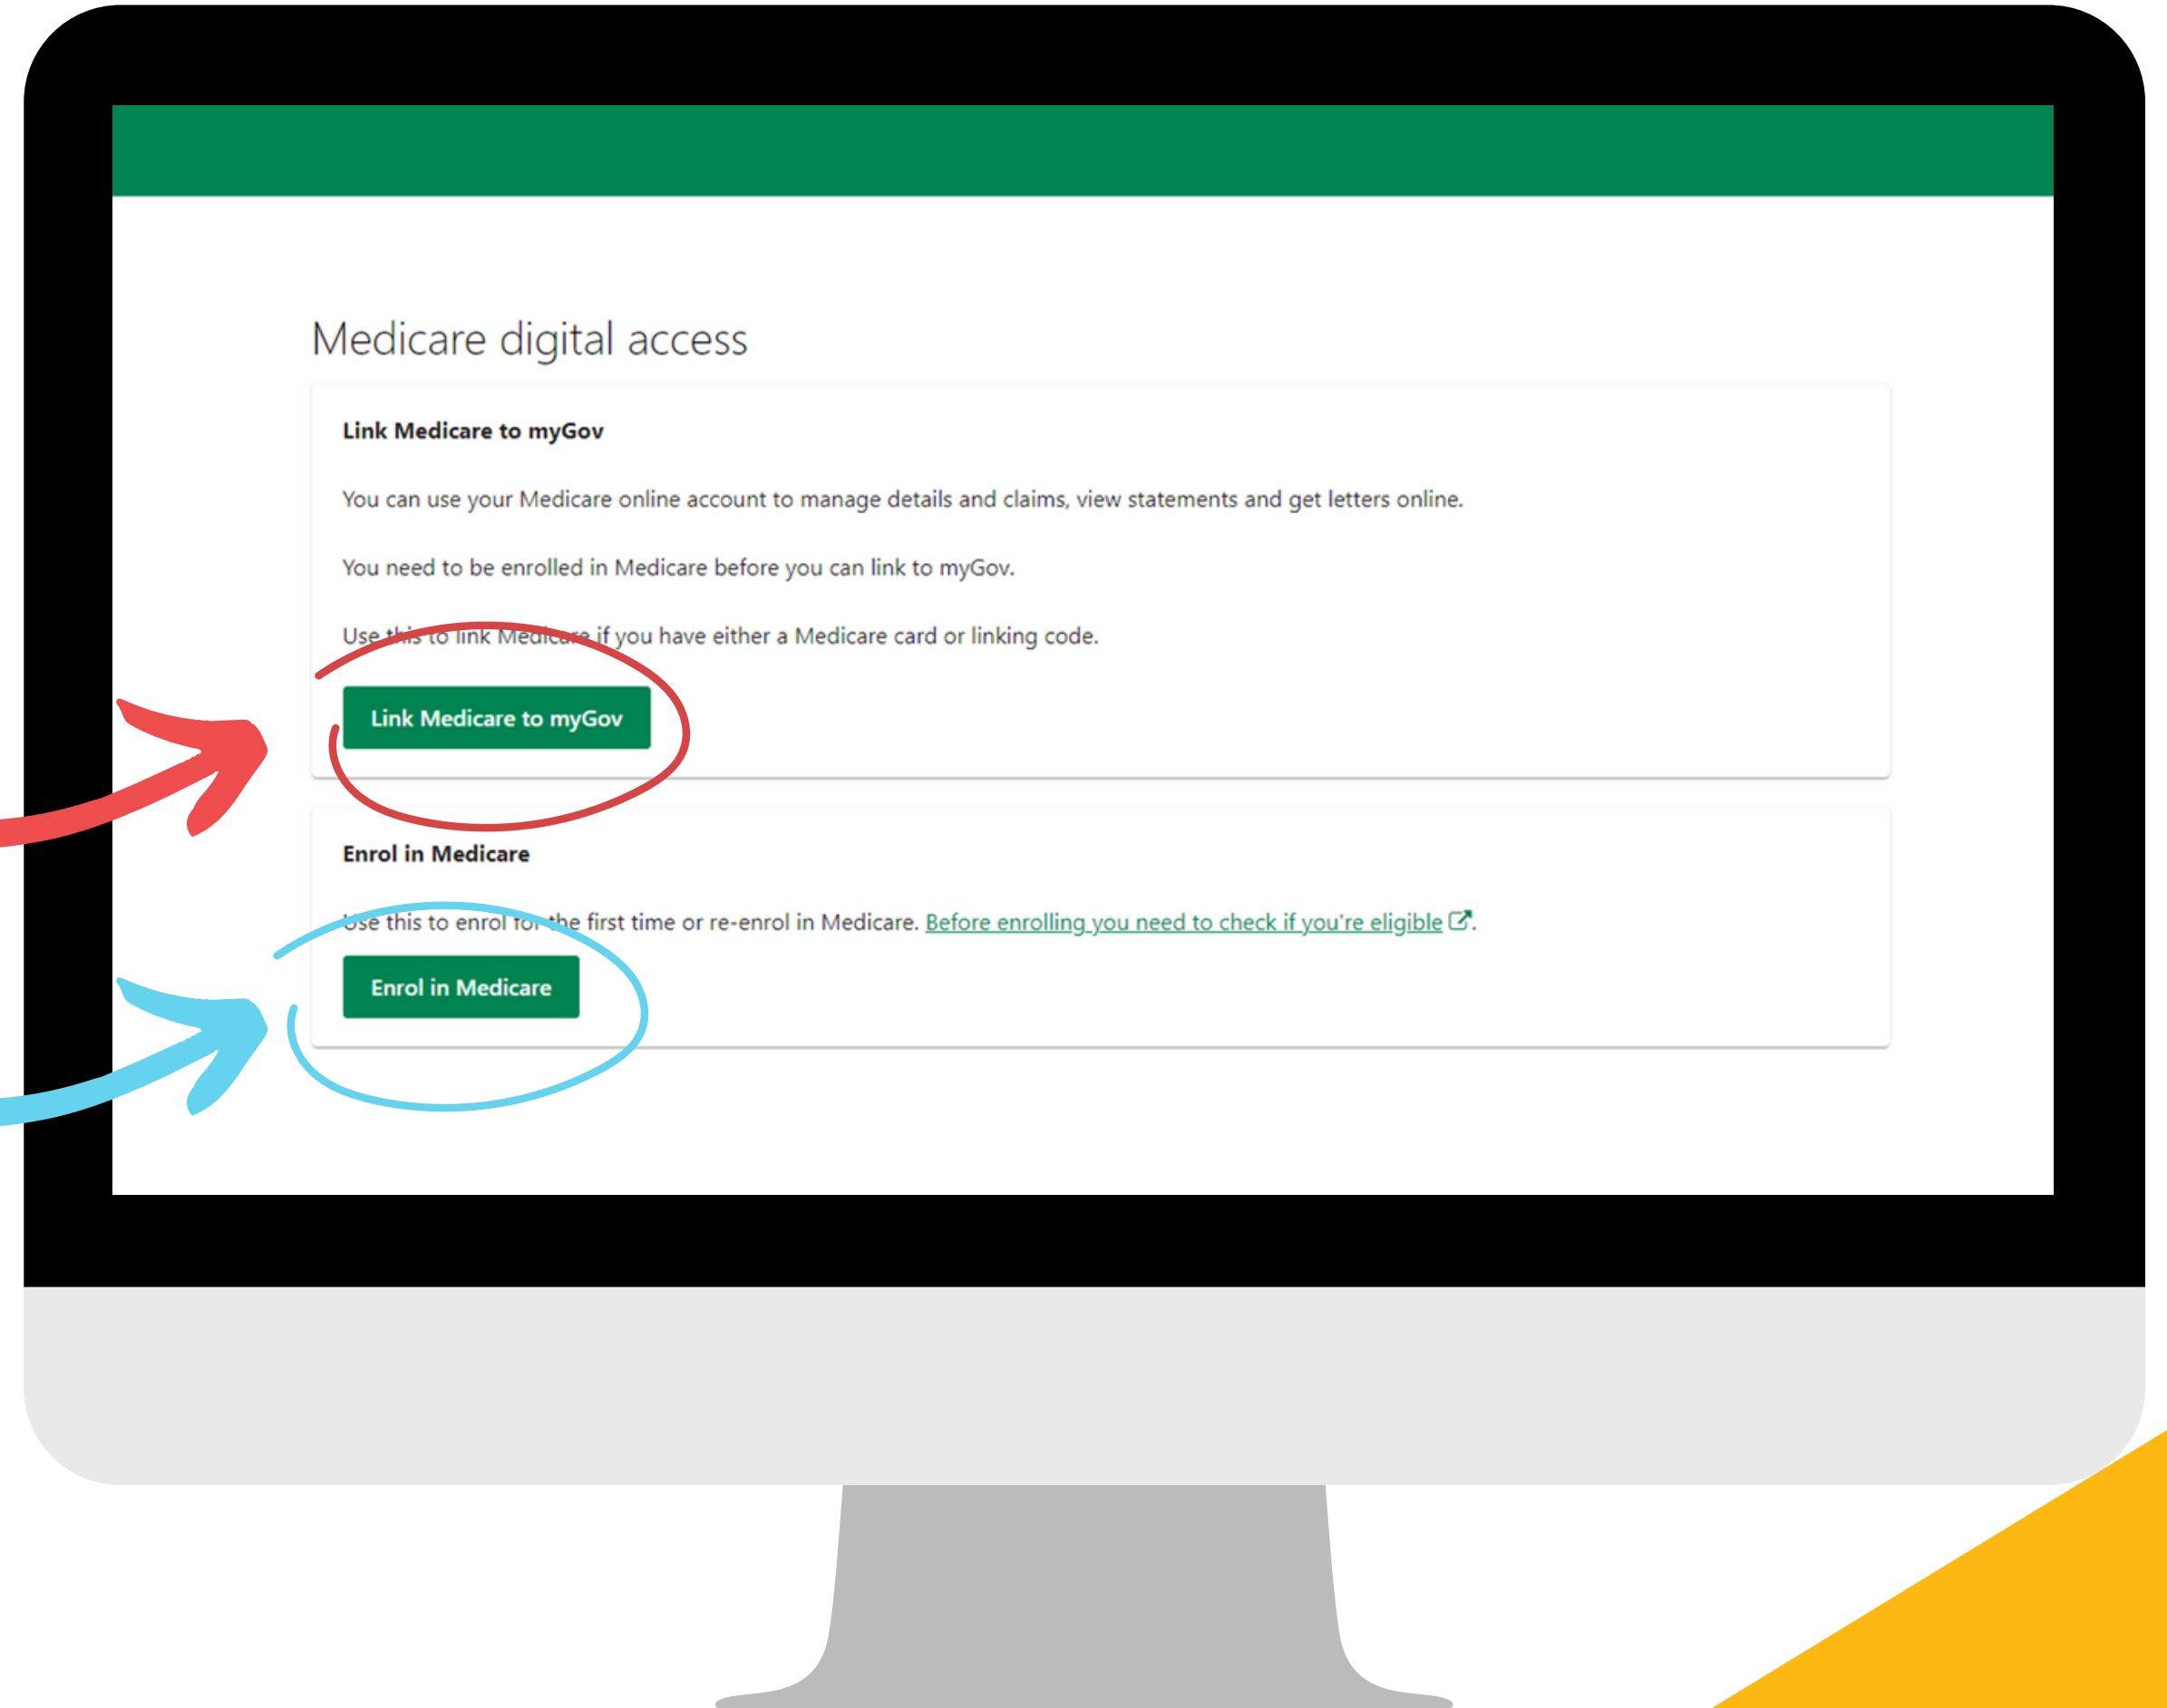 Medicare digital access
Link Medicare to myGov
You can use your Medicare online account to manage details and claims, view statements and get letters online.
You need to be enrolled in Medicare before you can link to myGov.
Use this to link Medicare if you have either a Medicare card or linking code.
Link Medicare to myGov
Enrol in Medicare
Use this to enrol for the first time or re-enrol in Medicare. Before enrolling you need to check if you're eligible.
Enrol in Medicare